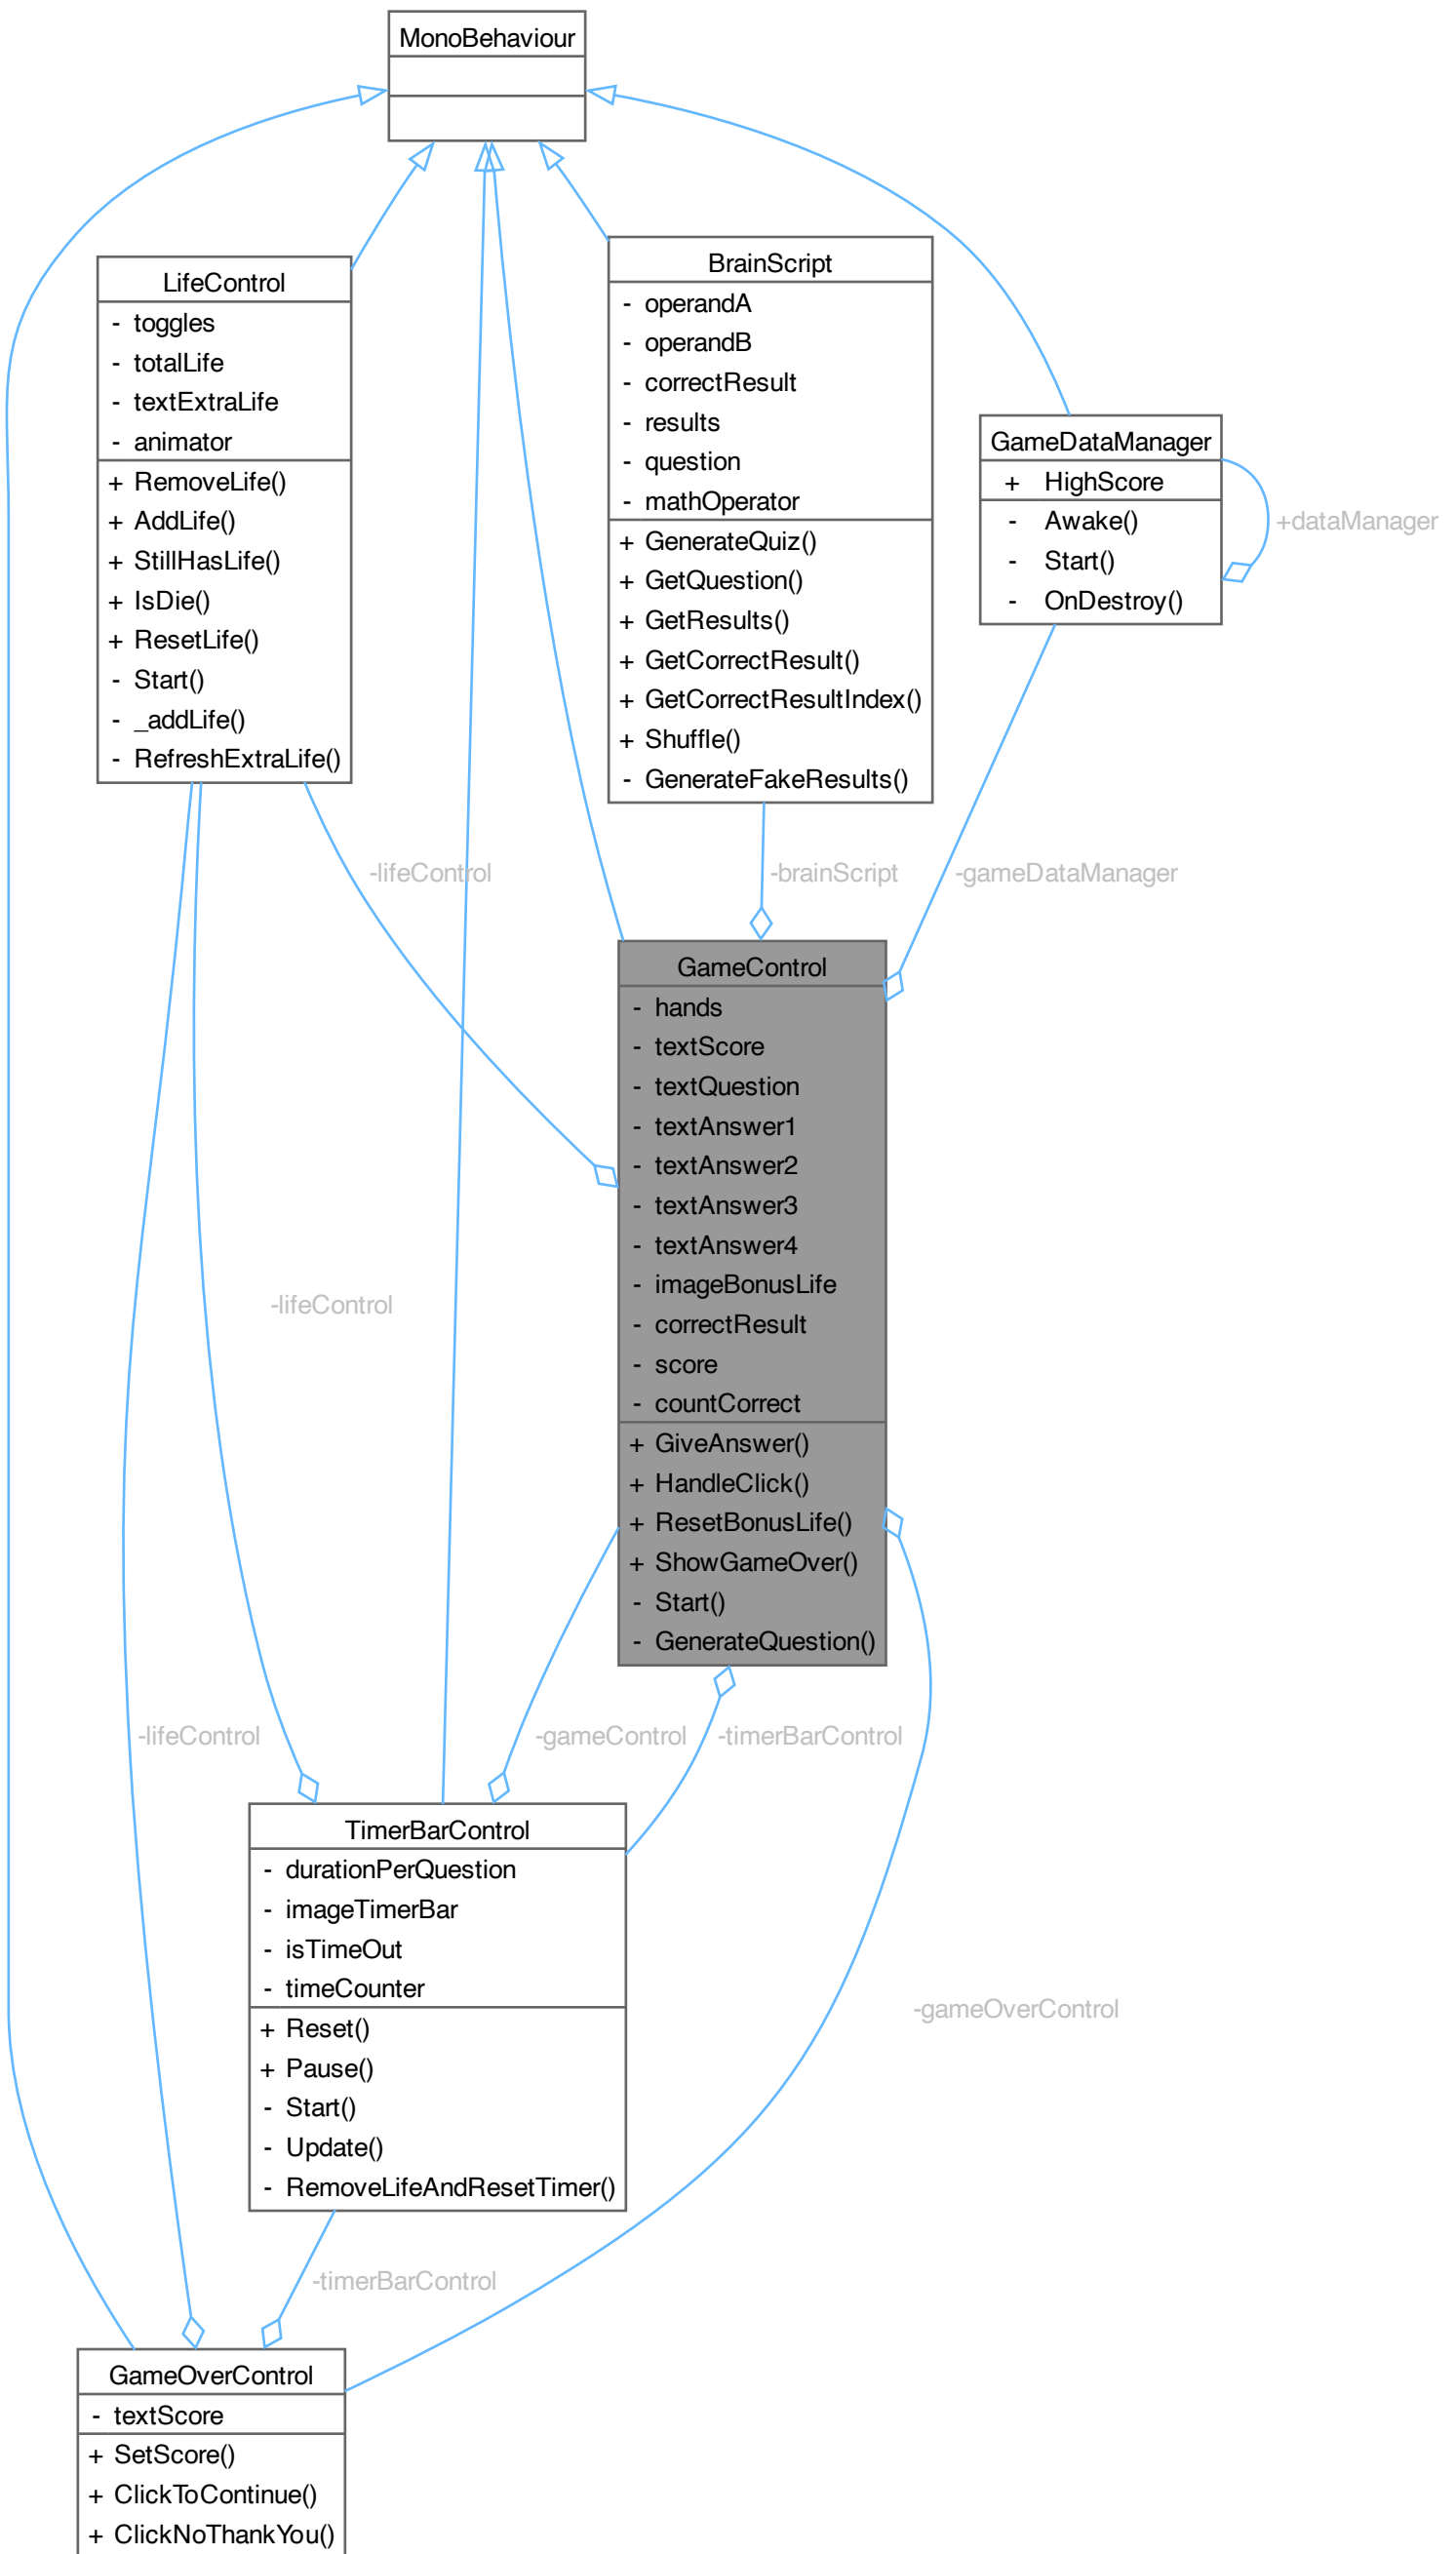 MonoBehaviour
LifeControl
- toggles
- totalLife
- textExtraLife
- animator
+ RemoveLife()
+ AddLife()
+ StillHasLife()
+ IsDie()
+ ResetLife()
- Start()
- _addLife()
- RefreshExtraLife()
BrainScript
- operandA
- operandB
- correctResult
- results
- question
- mathOperator
+ GenerateQuiz()
+ GetQuestion()
+ GetResults()
+ GetCorrectResult()
+ GetCorrectResultIndex()
+ Shuffle()
- GenerateFakeResults()
GameDataManager
+ HighScore
- Awake()
- Start()
- OnDestroy()
+dataManager
-lifeControl
-brainScript
-gameDataManager
GameControl
- hands
- textScore
- textQuestion
- textAnswer1
- textAnswer2
- textAnswer3
- textAnswer4
- imageBonusLife
- correctResult
- score
- countCorrect
+ GiveAnswer()
+ HandleClick()
+ ResetBonusLife()
+ ShowGameOver()
- Start()
- GenerateQuestion()
-lifeControl
-lifeControl
-gameControl
-timerBarControl
TimerBarControl
- durationPerQuestion
- imageTimerBar
- isTimeOut
- timeCounter
+ Reset()
+ Pause()
- Start()
- Update()
- RemoveLifeAndResetTimer()
-gameOverControl
-timerBarControl
GameOverControl
- textScore
+ SetScore()
+ ClickToContinue()
+ ClickNoThankYou()